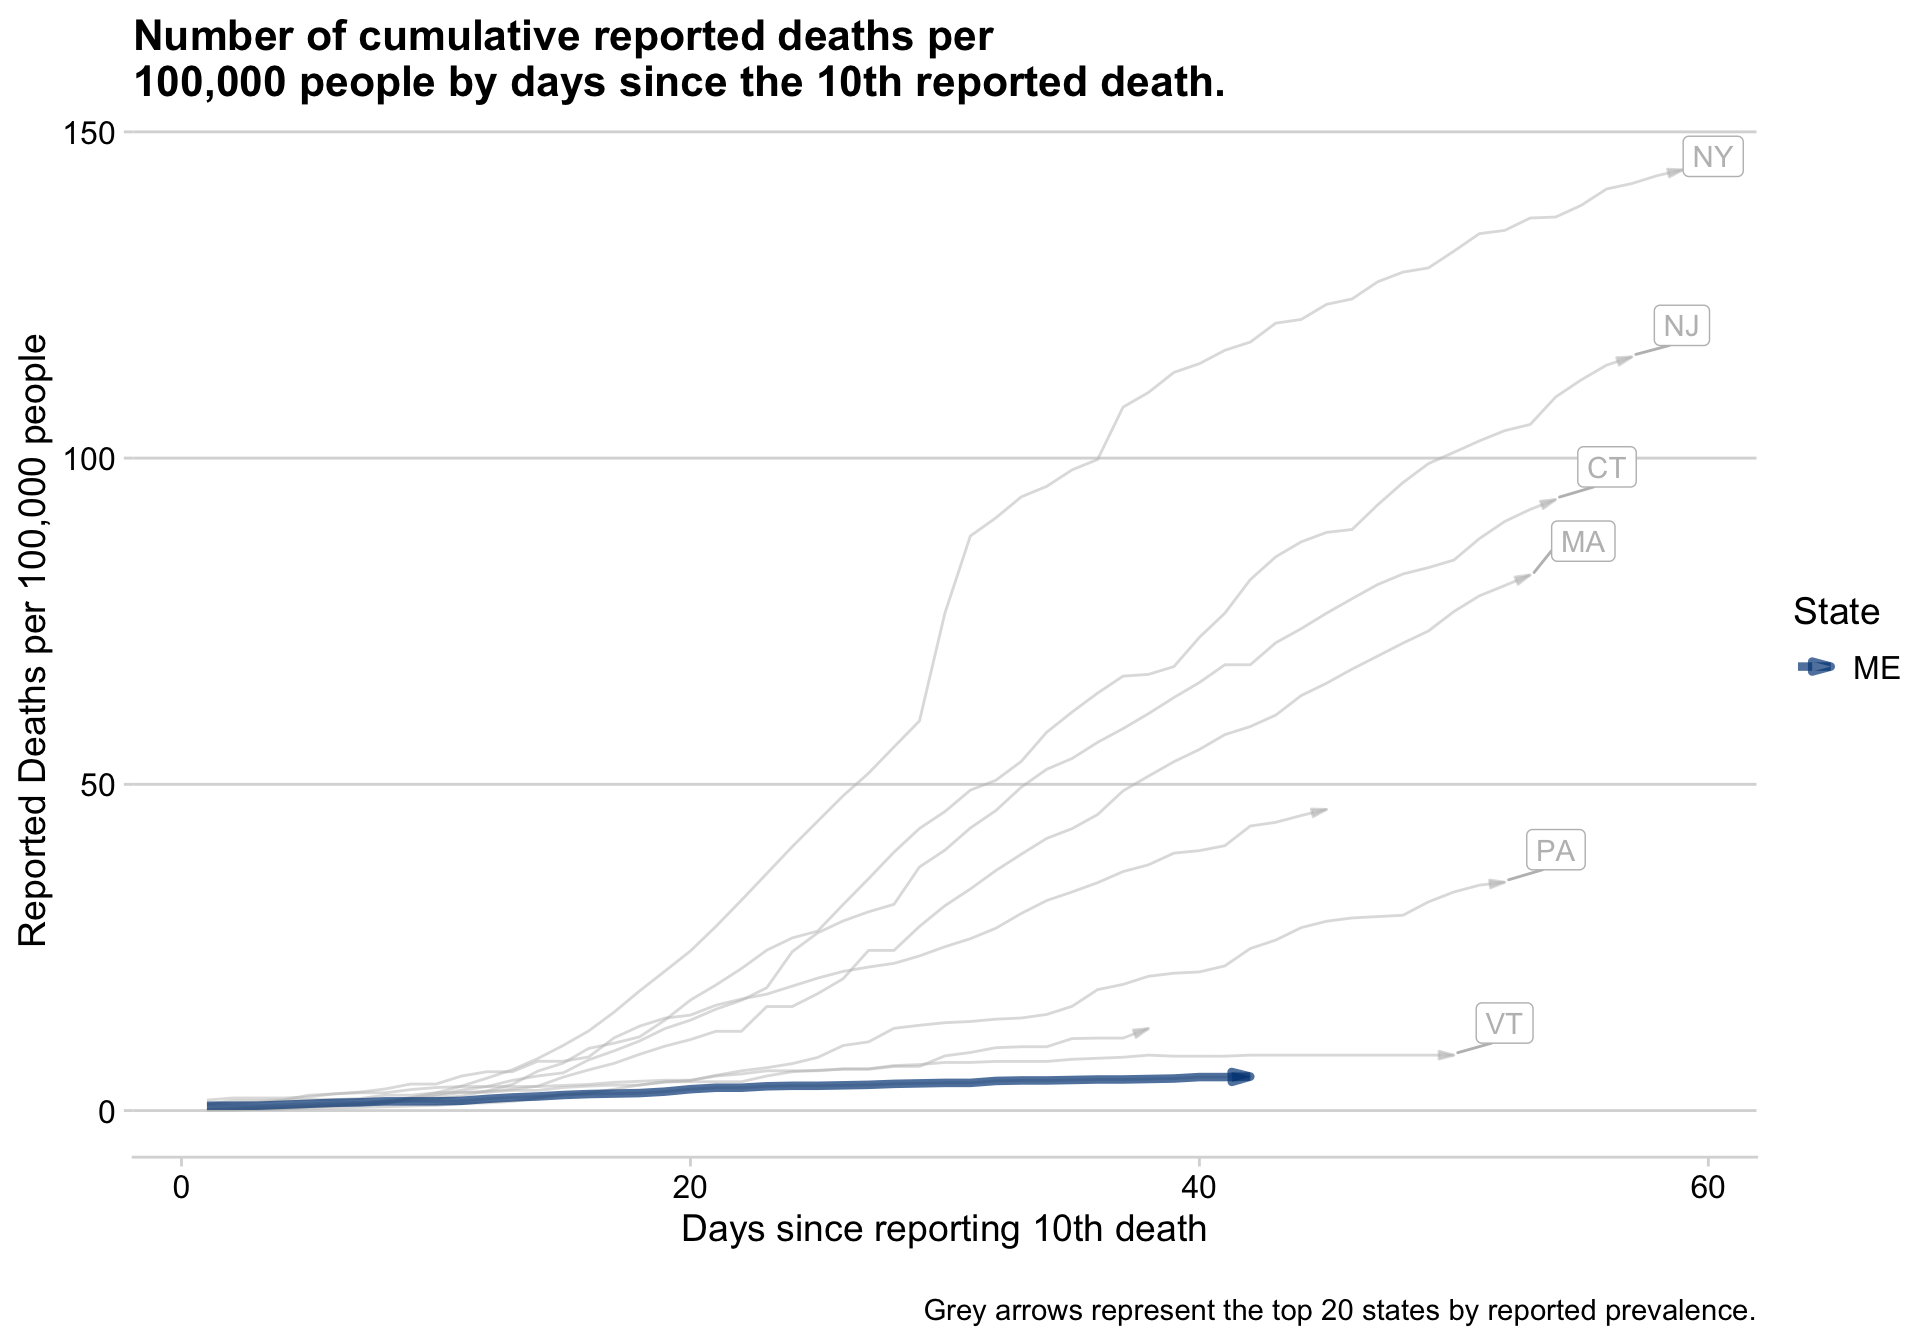 Number of cumulative reported deaths per
100,000 people by days since the 10th reported death.
Reported Deaths per 100,000 people
150
100
50
0
NY
NJ
CT
MA
PA
VT
State
ME
0
20
40
60
Days since reporting 10th death
Grey arrows represent the top 20 states by reported prevalence.